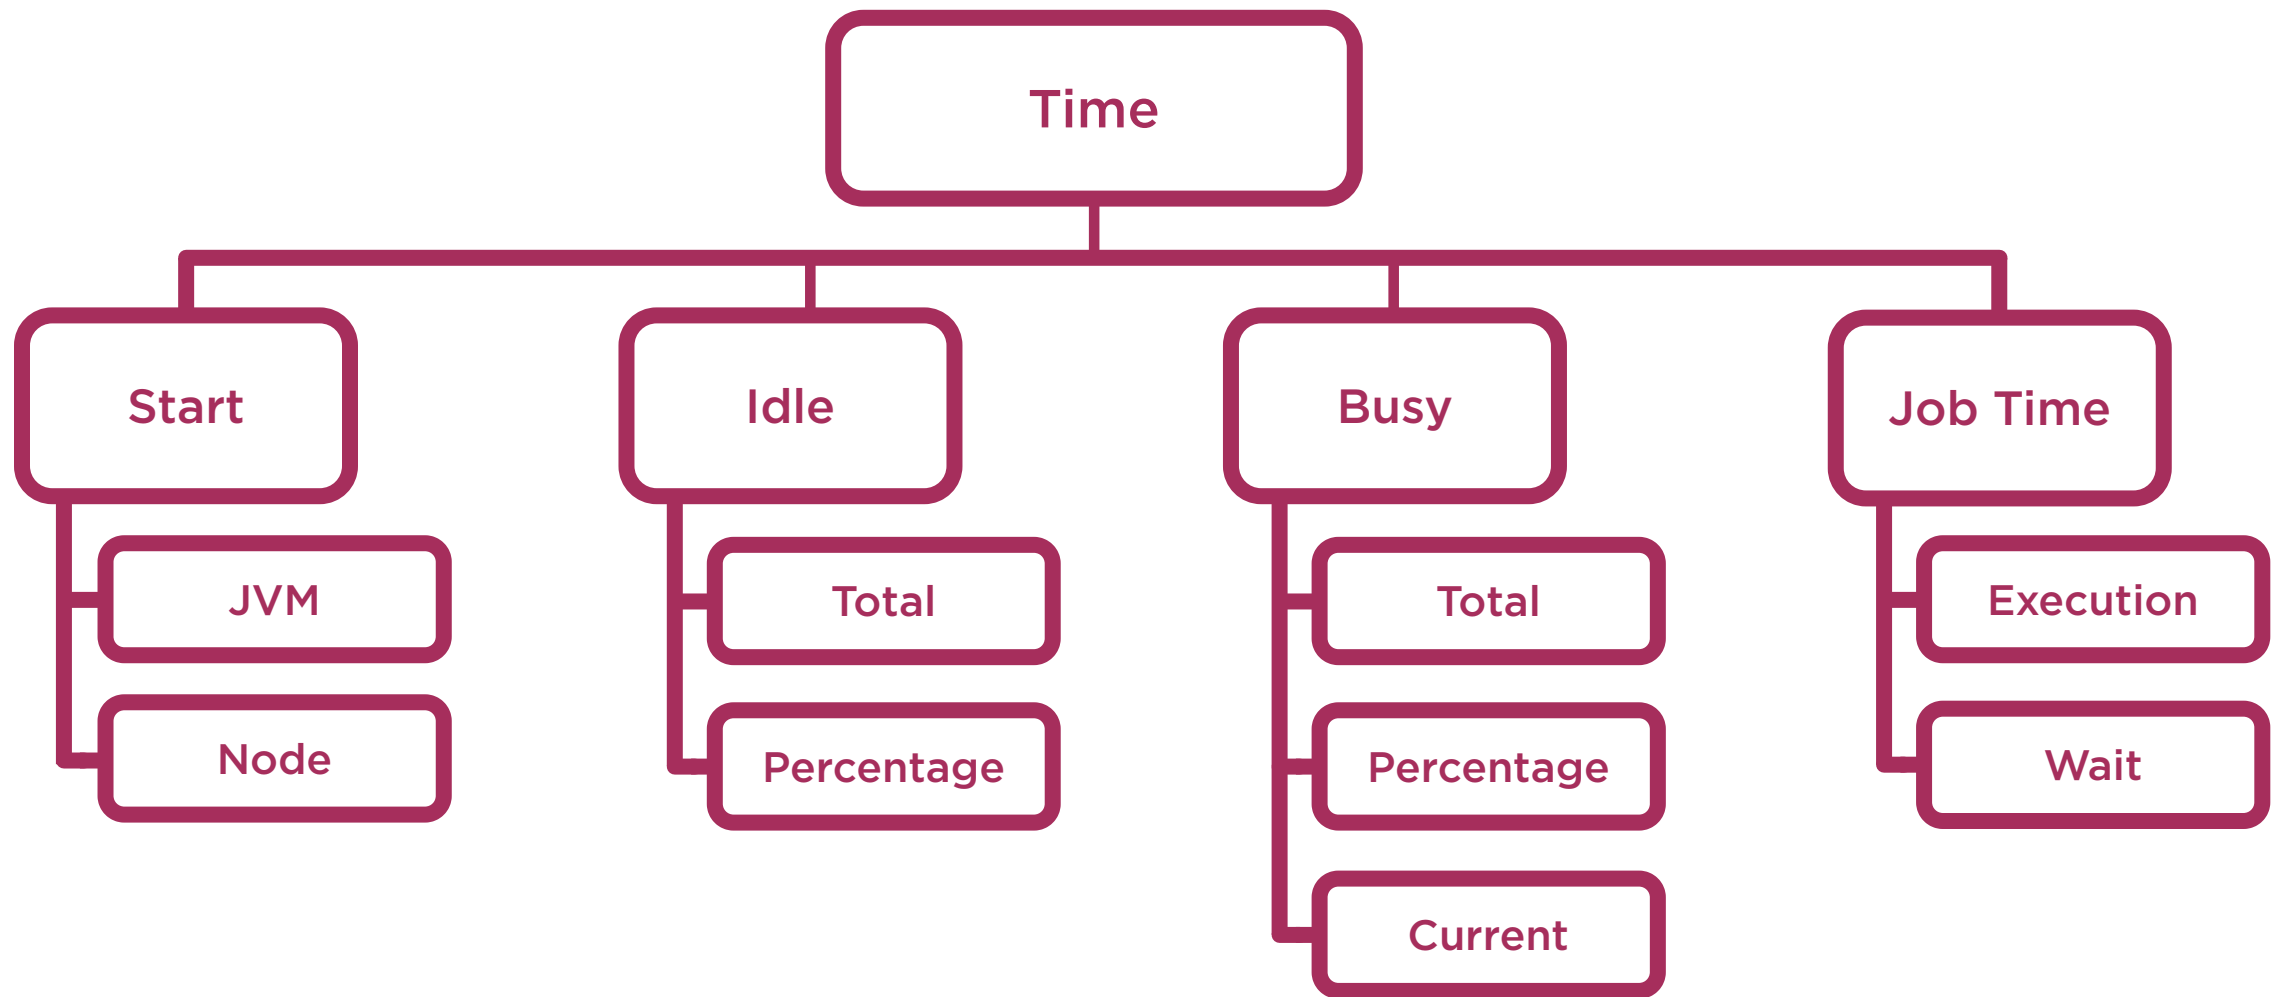 Time
Start
Idle
Busy
Job Time
JVM
Total
Total
Execution
Node
Percentage
Percentage
Wait
Current